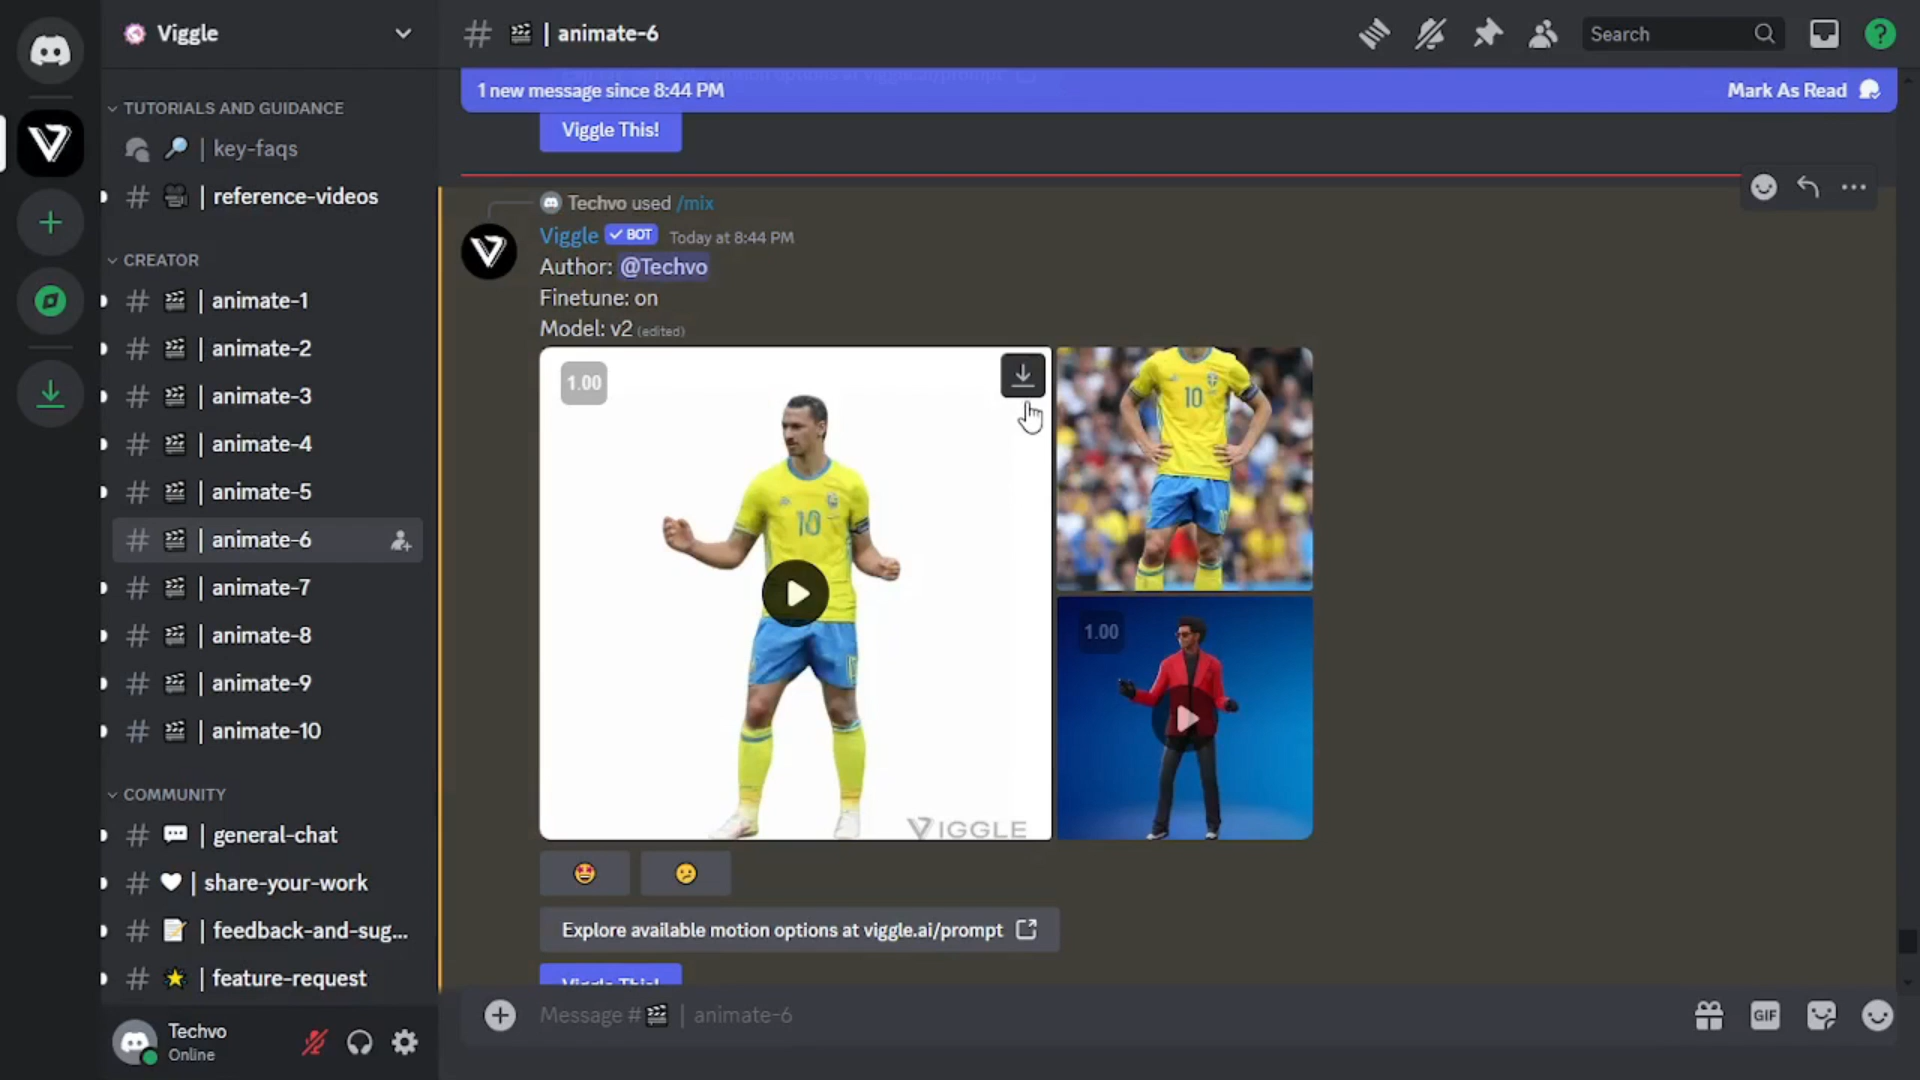 Viggle
TUTORIALS AND GUIDANCE
| key-faqs
# | reference-videos
CREATOR
# | animate-1
# | animate-2
# | animate-3
# | animate-4
# | animate-5
# | animate-6
# | animate-7
# | animate-8
# | animate-9
# | animate-10
COMMUNITY
# | general-chat
# | share-your-work
# | feedback-and-sug...
# | feature-request
Techvo
Online
# | animate-6
Search
?
1 new message since 8:44 PM
Mark As Read
Viggle This!
Techvo used /mix
Viggle ✓ BOT Today at 8:44 PM
Author: @Techvo
Finetune: on
Model: v2 (edited)
1.00
10
VIGGLE
10
1.00
Explore available motion options at viggle.ai/prompt
Viggle This!
Message # | animate-6
GIF